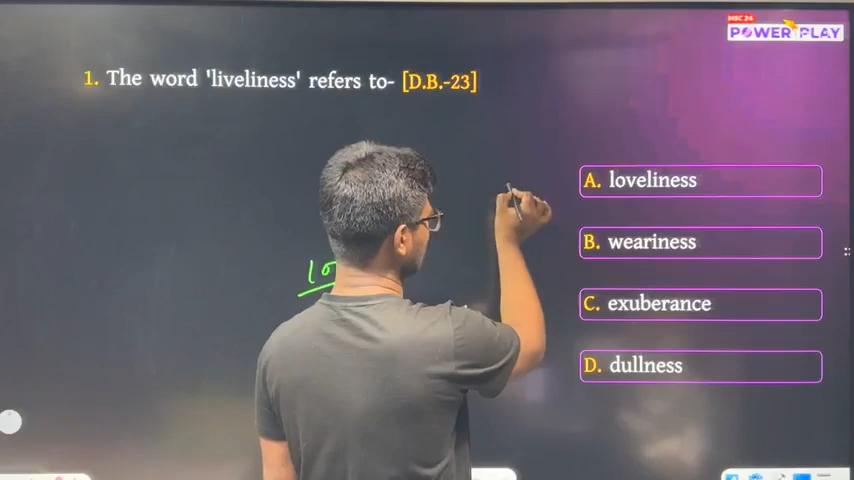 HSC 24
POWER PLAY
1. The word 'liveliness' refers to- [D.B.-23]
A. loveliness
B. weariness
C. exuberance
D. dullness